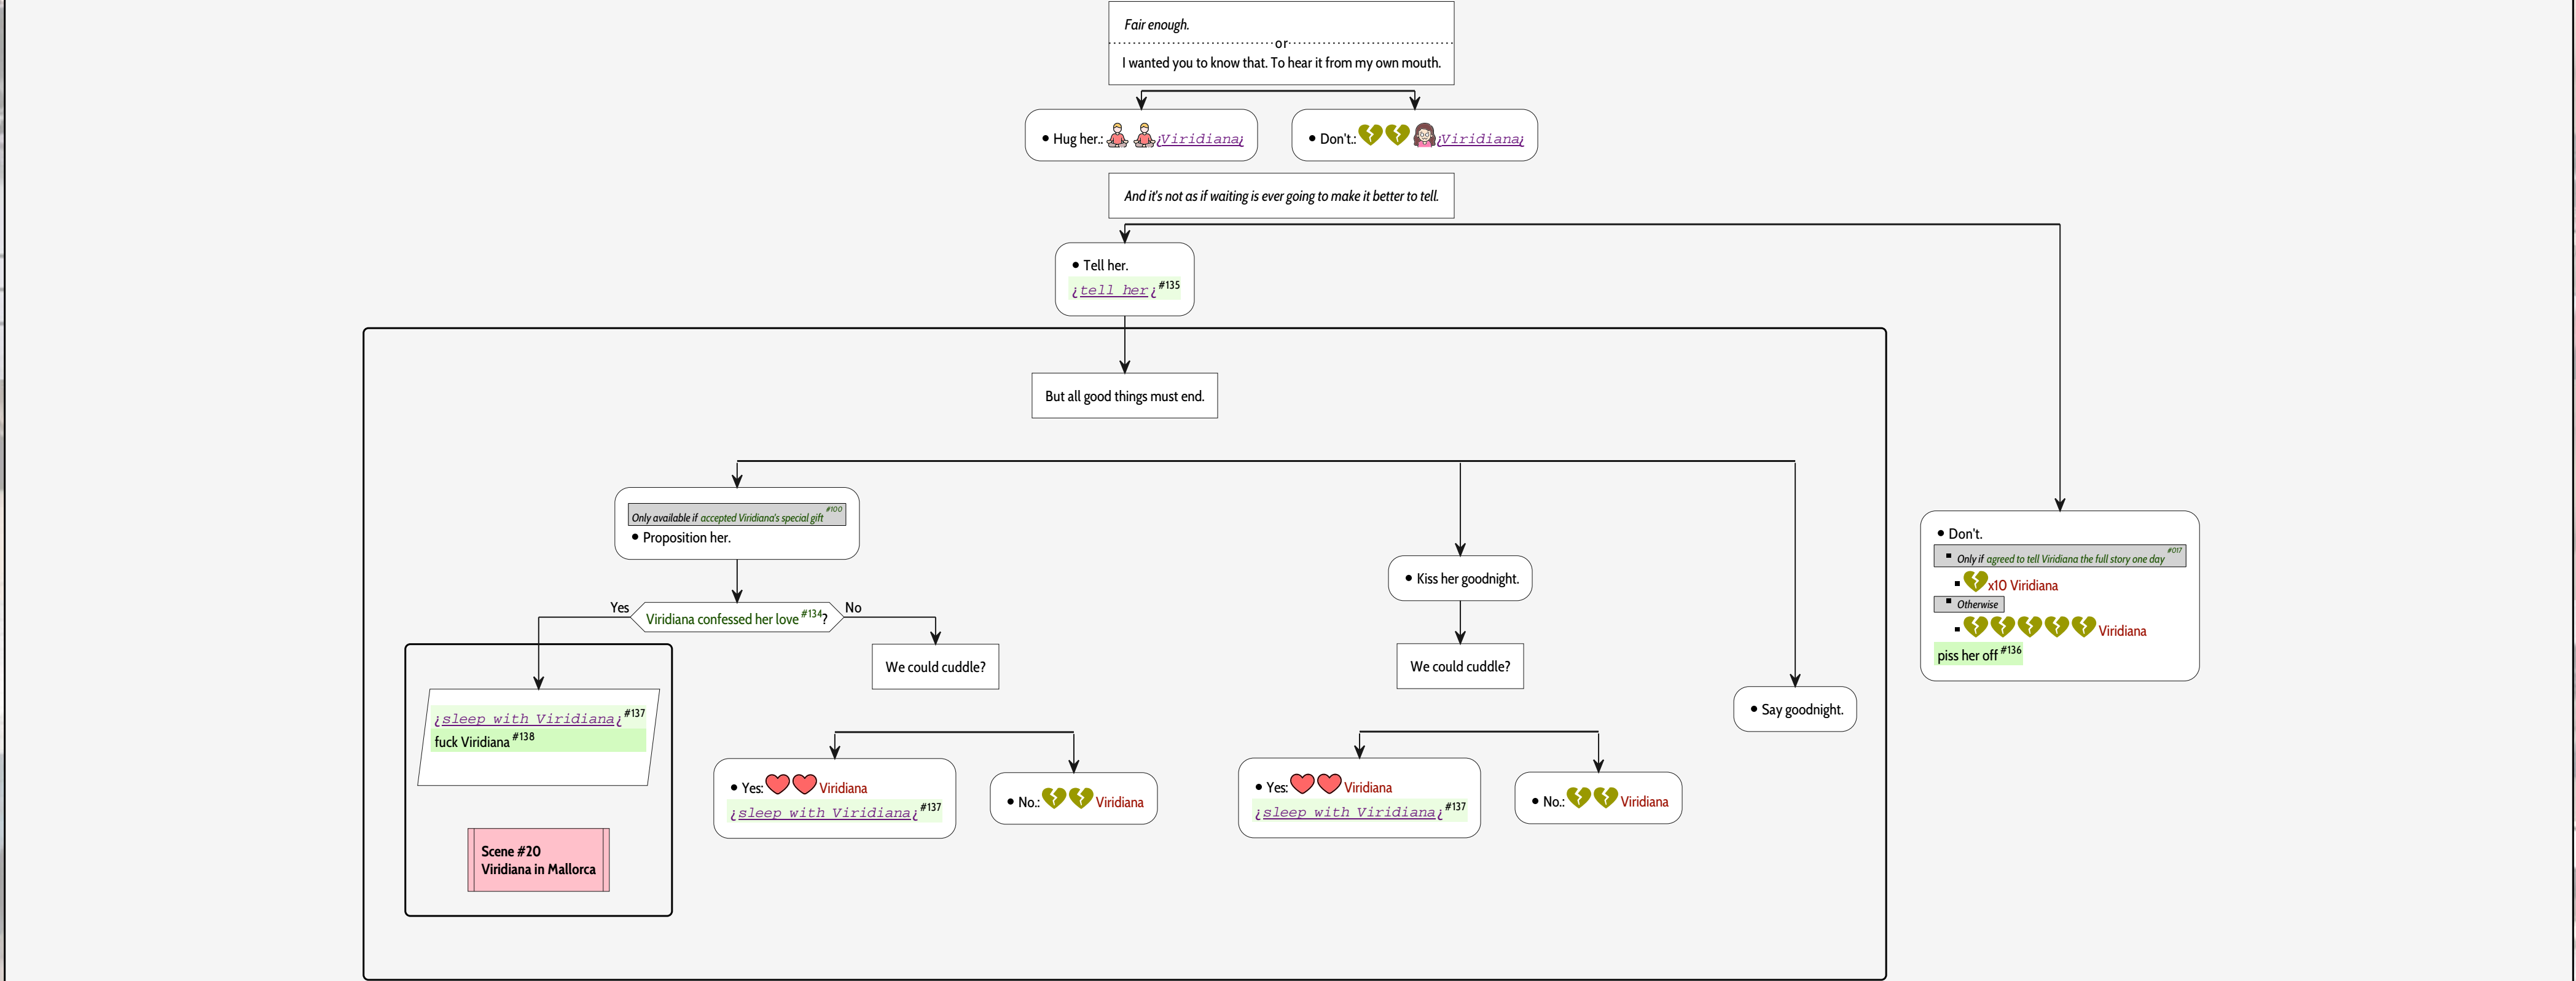 Fair enough.
or
I wanted you to know that. To hear it from my own mouth.
• Hug her.: ¿Viridiana¿
• Don't.: ¿Viridiana¿
And it's not as if waiting is ever going to make it better to tell.
• Tell her.
¿tell her¿ #135
But all good things must end.
Only available if accepted Viridiana's special gift #100
• Proposition her.
Yes
Viridiana confessed her love #134?
No
¿sleep with Viridiana¿ #137
fuck Viridiana #138
Scene #20
Viridiana in Mallorca
We could cuddle?
• Yes: Viridiana
¿sleep with Viridiana¿ #137
• No.: Viridiana
• Kiss her goodnight.
We could cuddle?
• Yes: Viridiana
¿sleep with Viridiana¿ #137
• No.: Viridiana
• Say goodnight.
• Don't.
▪ Only if agreed to tell Viridiana the full story one day #017
▪ x10 Viridiana
▪ Otherwise
▪ Viridiana
piss her off #136